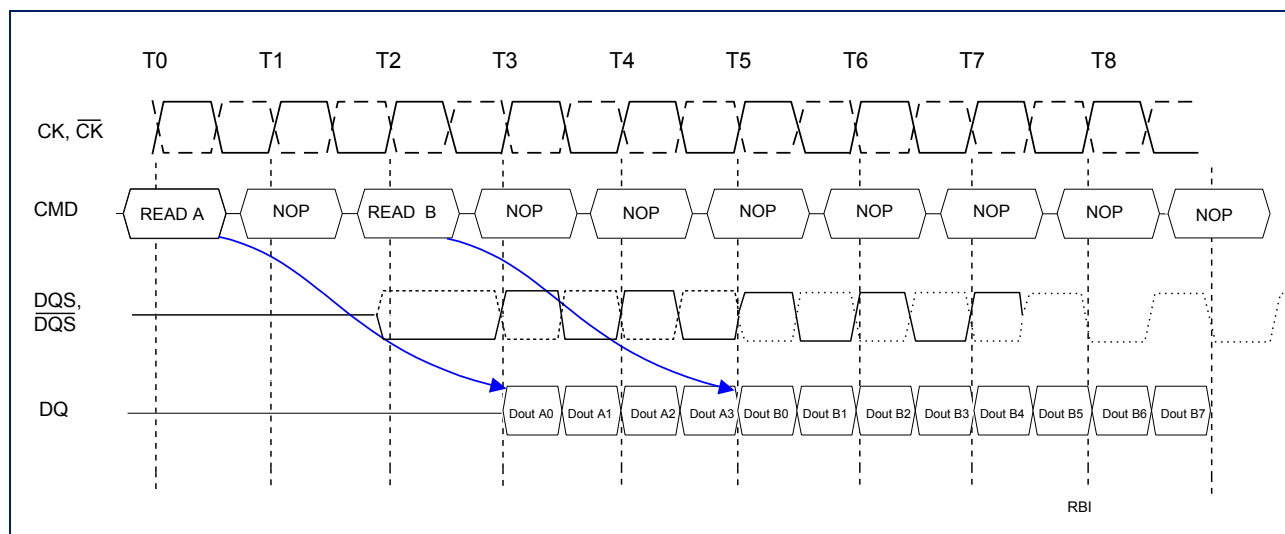 T0 T1 T2 T3 T4 T5 T6 T7 T8
CK, CK
CMD READ A NOP READ B NOP NOP NOP NOP NOP NOP NOP
DQS,
DQS
DQ Dout A0 Dout A1 Dout A2 Dout A3 Dout B0 Dout B1 Dout B2 Dout B3 Dout B4 Dout B5 Dout B6 Dout B7
RBI